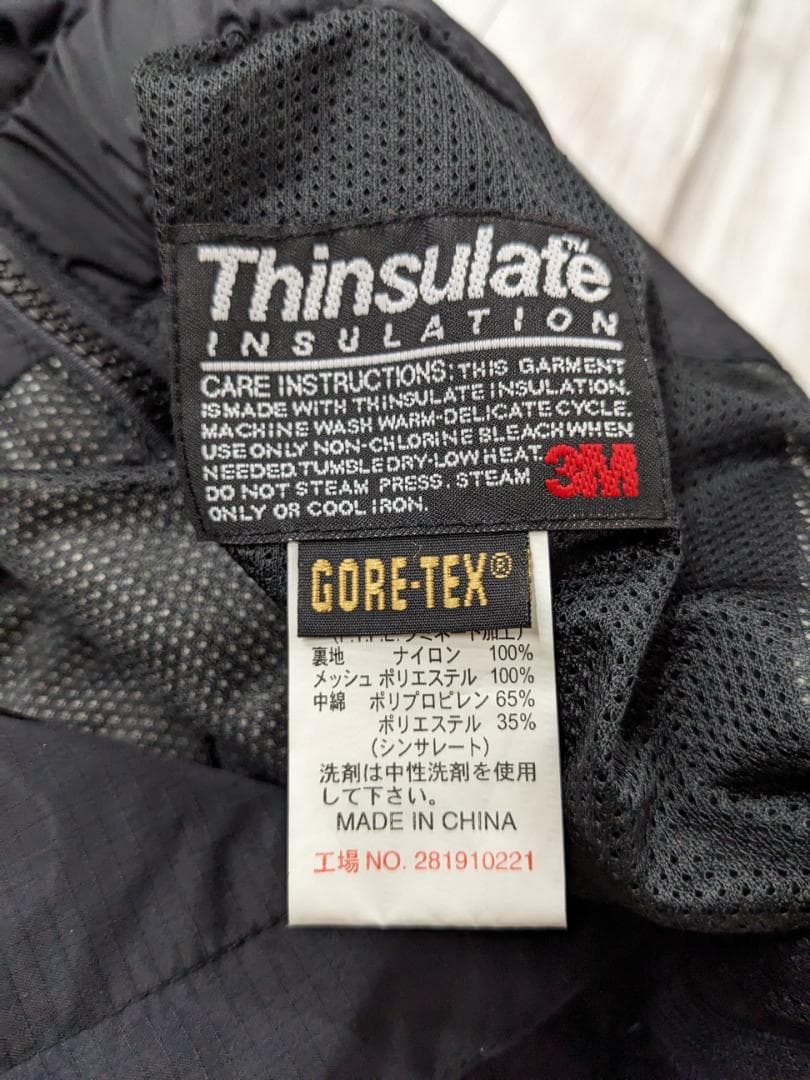 Thinsulate™
INSULATION
CARE INSTRUCTIONS: THIS GARMENT
IS MADE WITH THINSULATE INSULATION.
MACHINE WASH WARM-DELICATE CYCLE
USE ONLY NON-CHLORINE BLEACH WHEN
NEEDED. TUMBLE DRY-LOW HEAT.
DO NOT STEAM PRESS. STEAM
ONLY OR COOL IRON.
3M
GORE-TEX®
裏地 ナイロン 100%
メッシュ ポリエステル 100%
中綿 ポリプロピレン 65%
ポリエステル 35%
(シンサレート)
洗剤は中性洗剤を使用
して下さい。
MADE IN CHINA
工場 NO. 281910221